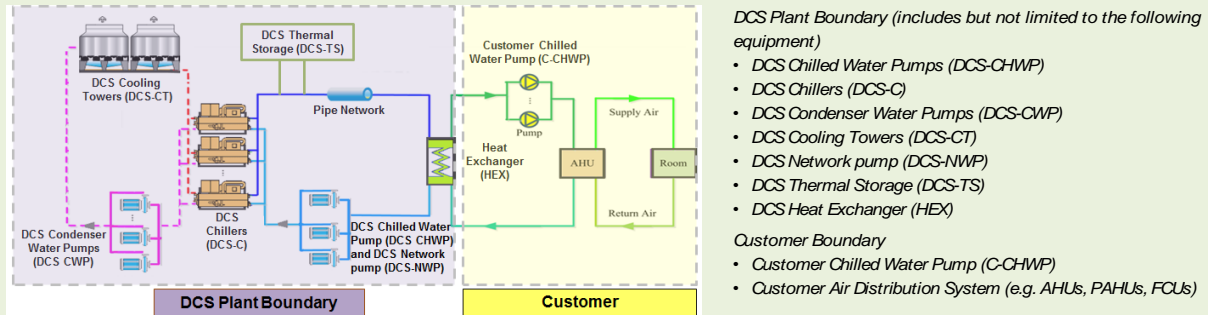 DCS Thermal
Storage (DCS-TS)
Customer Chilled
Water Pump (C-CHWP)
DCS Cooling
Towers (DCS-CT)
Pipe Network
Pump
Supply Air
Heat
Exchanger
(HEX)
AHU
Room
DCS
Chillers
(DCS-C)
Return Air
DCS Condenser
Water Pumps
(DCS CWP)
DCS Chilled Water
Pump (DCS CHWP)
and DCS Network
pump (DCS-NWP)
DCS Plant Boundary
Customer
DCS Plant Boundary (includes but not limited to the following
equipment)
• DCS Chilled Water Pumps (DCS-CHWP)
• DCS Chillers (DCS-C)
• DCS Condenser Water Pumps (DCS-CWP)
• DCS Cooling Towers (DCS-CT)
• DCS Network pump (DCS-NWP)
• DCS Thermal Storage (DCS-TS)
• DCS Heat Exchanger (HEX)
Customer Boundary
• Customer Chilled Water Pump (C-CHWP)
• Customer Air Distribution System (e.g. AHUs, PAHUs, FCUs)